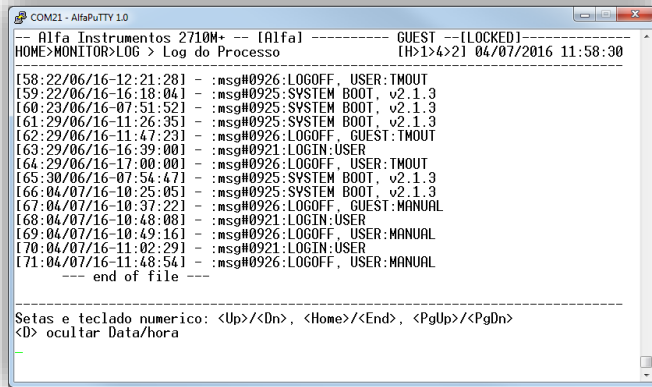 COM21 - AlfaPuTTY 1.0
-- Alfa Instrumentos 2710M+ -- [Alfa] ---------- GUEST --[LOCKED]--------------
HOME>MONITOR>LOG > Log do Processo [H>1>4>2] 04/07/2016 11:58:30
--------------------------------------------------------------------------------
[58:22/06/16-12:21:28] - :msg#0926:LOGOFF, USER:TMOUT
[59:22/06/16-16:18:04] - :msg#0925:SYSTEM BOOT, v2.1.3
[60:23/06/16-07:51:52] - :msg#0925:SYSTEM BOOT, v2.1.3
[61:29/06/16-11:26:35] - :msg#0925:SYSTEM BOOT, v2.1.3
[62:29/06/16-11:47:23] - :msg#0926:LOGOFF, GUEST:TMOUT
[63:29/06/16-16:39:00] - :msg#0921:LOGIN:USER
[64:29/06/16-17:00:00] - :msg#0926:LOGOFF, USER:TMOUT
[65:30/06/16-07:54:47] - :msg#0925:SYSTEM BOOT, v2.1.3
[66:04/07/16-10:25:05] - :msg#0925:SYSTEM BOOT, v2.1.3
[67:04/07/16-10:37:22] - :msg#0926:LOGOFF, GUEST:MANUAL
[68:04/07/16-10:48:08] - :msg#0921:LOGIN:USER
[69:04/07/16-10:49:16] - :msg#0926:LOGOFF, USER:MANUAL
[70:04/07/16-11:02:29] - :msg#0921:LOGIN:USER
[71:04/07/16-11:48:54] - :msg#0926:LOGOFF, USER:MANUAL
--- end of file ---
--------------------------------------------------------------------------------
Setas e teclado numerico: <Up>/<Dn>, <Home>/<End>, <PgUp>/<PgDn>
<D> ocultar Data/hora